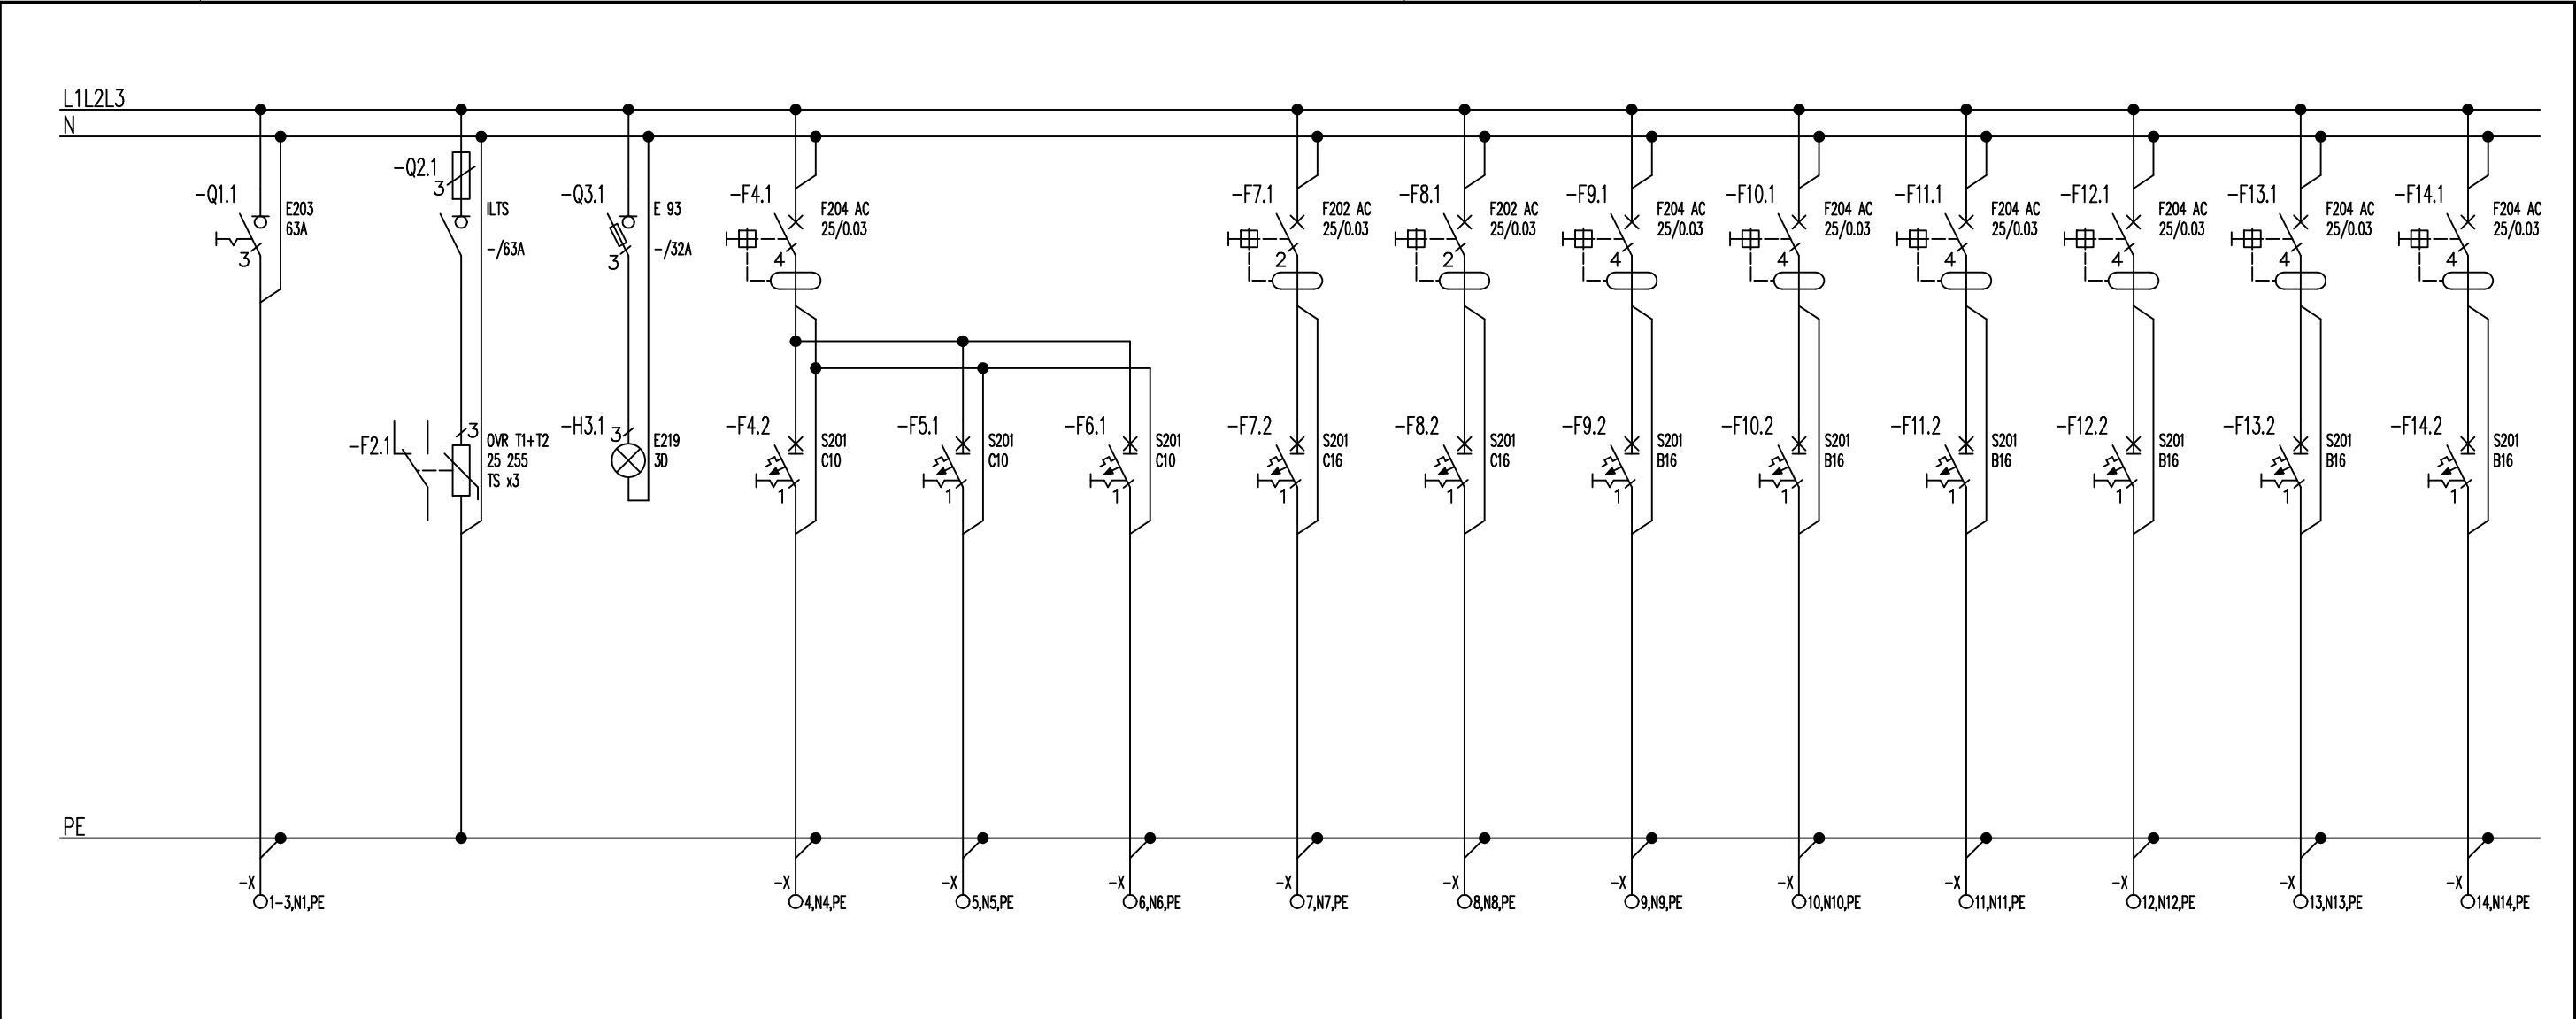 L1L2L3
N
-Q1.1
E203
63A
3
-Q2.1
3
ILTS
-/63A
-Q3.1
E 93
-/32A
3
-F4.1
F204 AC
25/0.03
4
-F7.1
F202 AC
25/0.03
2
-F8.1
F202 AC
25/0.03
2
-F9.1
F204 AC
25/0.03
4
-F10.1
F204 AC
25/0.03
4
-F11.1
F204 AC
25/0.03
4
-F12.1
F204 AC
25/0.03
4
-F13.1
F204 AC
25/0.03
4
-F14.1
F204 AC
25/0.03
4
-F2.1
3
OVR T1+T2
25 255
TS x3
-H3.1
3
E219
3D
-F4.2
S201
C10
1
-F5.1
S201
C10
1
-F6.1
S201
C10
1
-F7.2
S201
C16
1
-F8.2
S201
C16
1
-F9.2
S201
B16
1
-F10.2
S201
B16
1
-F11.2
S201
B16
1
-F12.2
S201
B16
1
-F13.2
S201
B16
1
-F14.2
S201
B16
1
PE
-X
1-3,N1,PE
-X
4,N4,PE
-X
5,N5,PE
-X
6,N6,PE
-X
7,N7,PE
-X
8,N8,PE
-X
9,N9,PE
-X
10,N10,PE
-X
11,N11,PE
-X
12,N12,PE
-X
13,N13,PE
-X
14,N14,PE